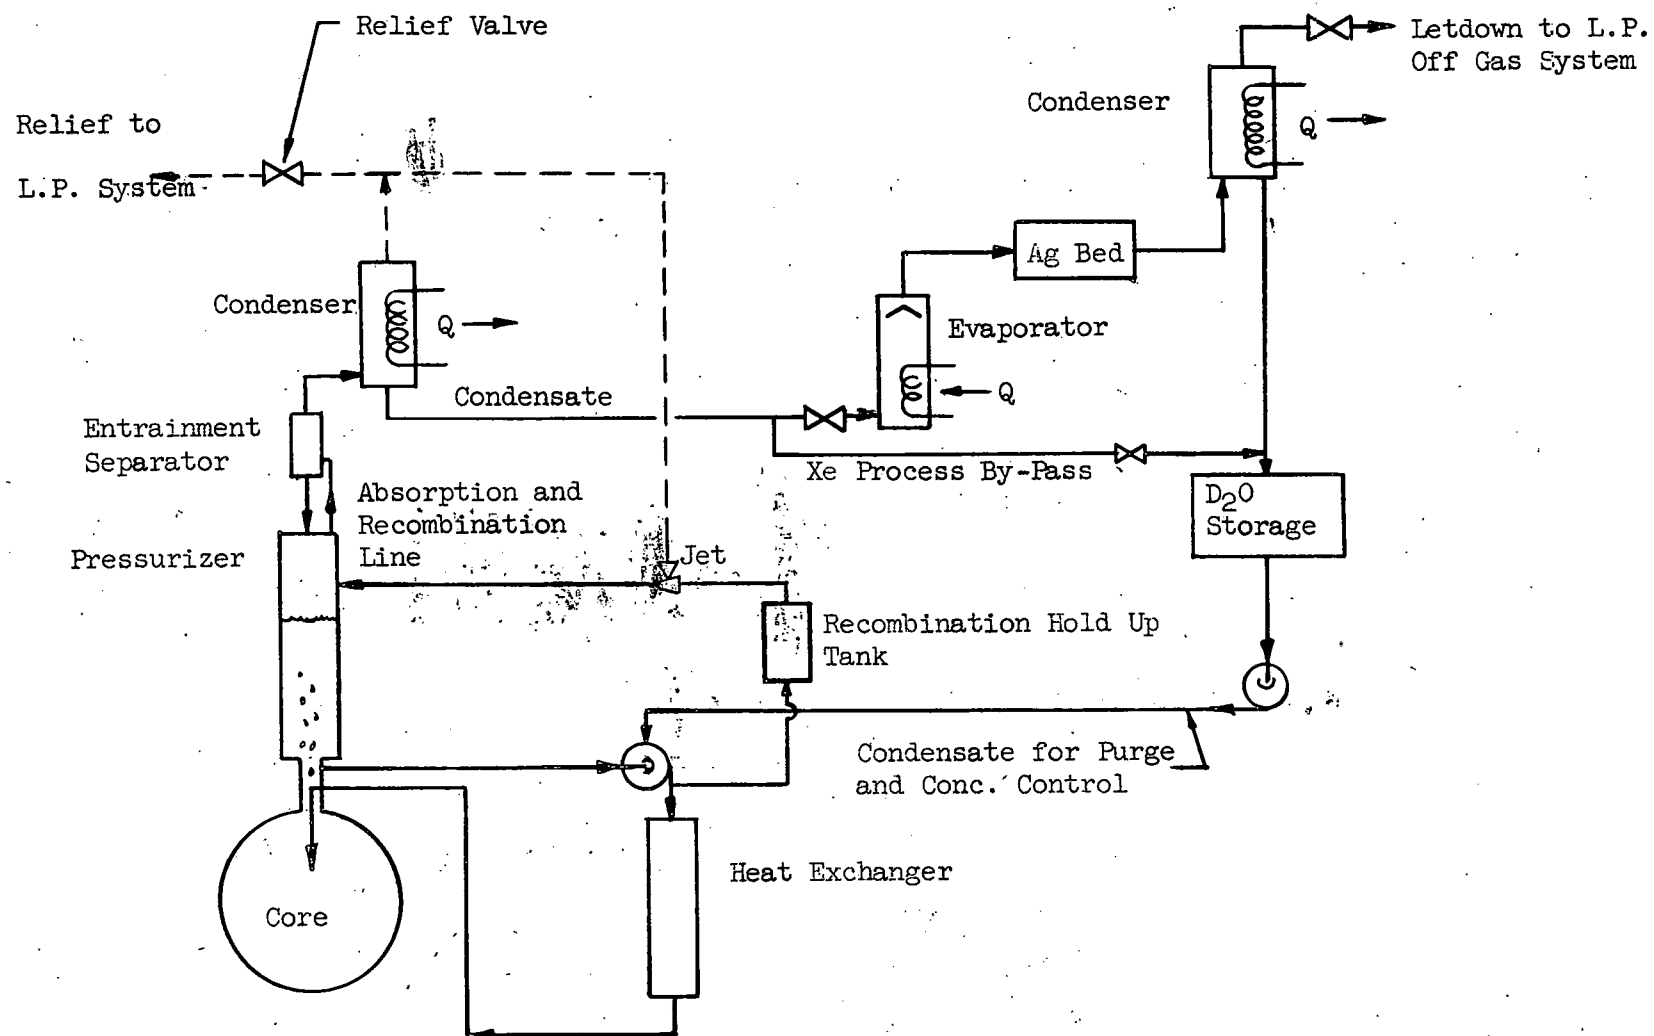 Relief Valve
Letdown to L.P.
Off Gas System
Condenser
Q
Relief to
L.P. System
Ag Bed
Condenser
Q
Evaporator
Q
Condensate
Entrainment
Separator
Xe Process By-Pass
Absorption and
Recombination
Line
D2O
Storage
Pressurizer
Jet
Recombination Hold Up
Tank
Condensate for Purge
and Conc. Control
Heat Exchanger
Core